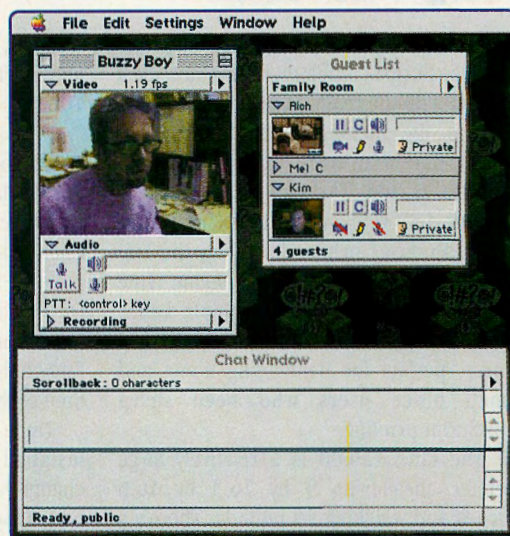 File Edit Settings Window Help
Buzzy Boy
Video 1.19 fps
Audio
Talk
PTT: <control> key
Recording
Guest List
Family Room
Rich
II C
Private
Mel C
Kim
II C
Private
4 guests
@!#?@!
@!#?@!
Chat Window
Scrollback: 0 characters
Ready, public